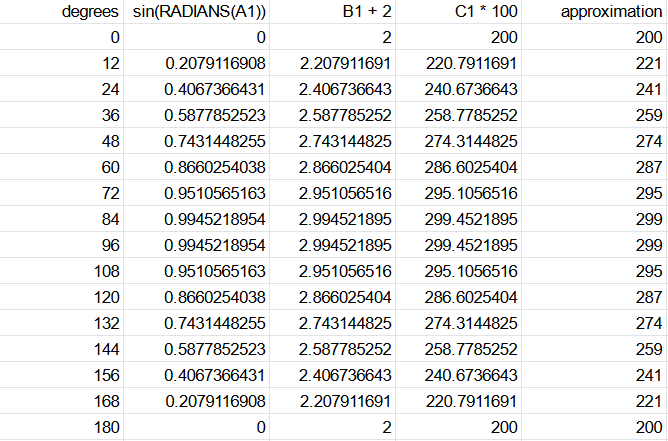 degrees sin(RADIANS(A1)) B1 + 2 C1 * 100 approximation
0 0 2 200 200
12 0.2079116908 2.207911691 220.7911691 221
24 0.4067366431 2.406736643 240.6736643 241
36 0.5877852523 2.587785252 258.7785252 259
48 0.7431448255 2.743144825 274.3144825 274
60 0.8660254038 2.866025404 286.6025404 287
72 0.9510565163 2.951056516 295.1056516 295
84 0.9945218954 2.994521895 299.4521895 299
96 0.9945218954 2.994521895 299.4521895 299
108 0.9510565163 2.951056516 295.1056516 295
120 0.8660254038 2.866025404 286.6025404 287
132 0.7431448255 2.743144825 274.3144825 274
144 0.5877852523 2.587785252 258.7785252 259
156 0.4067366431 2.406736643 240.6736643 241
168 0.2079116908 2.207911691 220.7911691 221
180 0 2 200 200